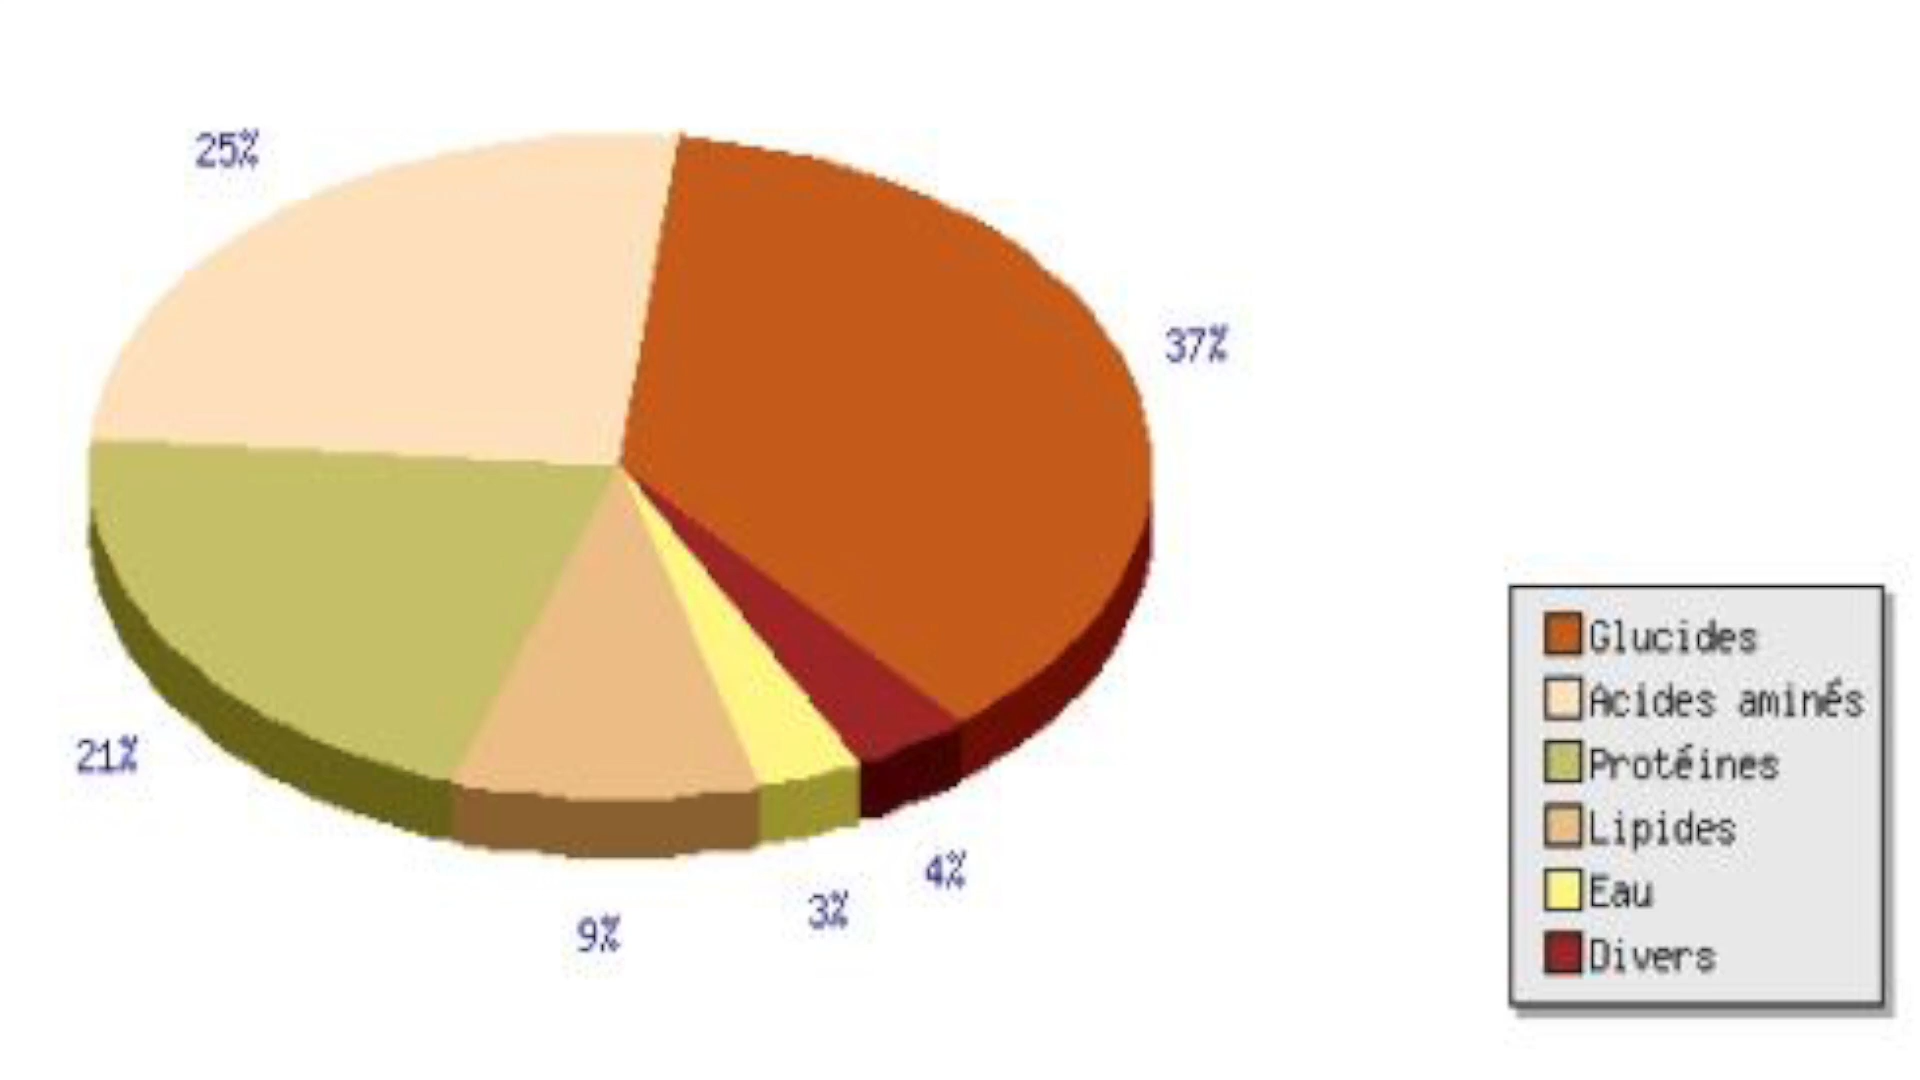 25%
37%
21%
4%
3%
9%
Glucides
Acides aminés
Protéines
Lipides
Eau
Divers